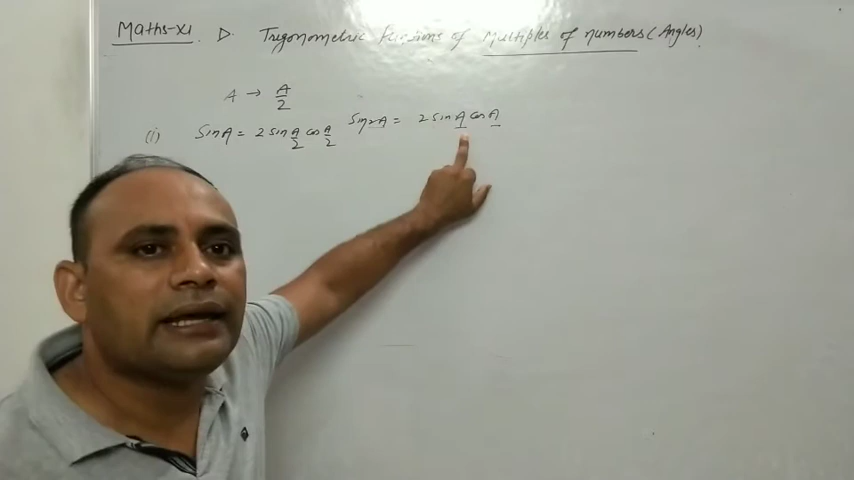 Maths-XI D. Trigonometric Functions of Multiples of numbers (Angles)
A → A/2
(i) Sin A = 2 sin A/2 cos A/2 Sin2A = 2 sin A cos A